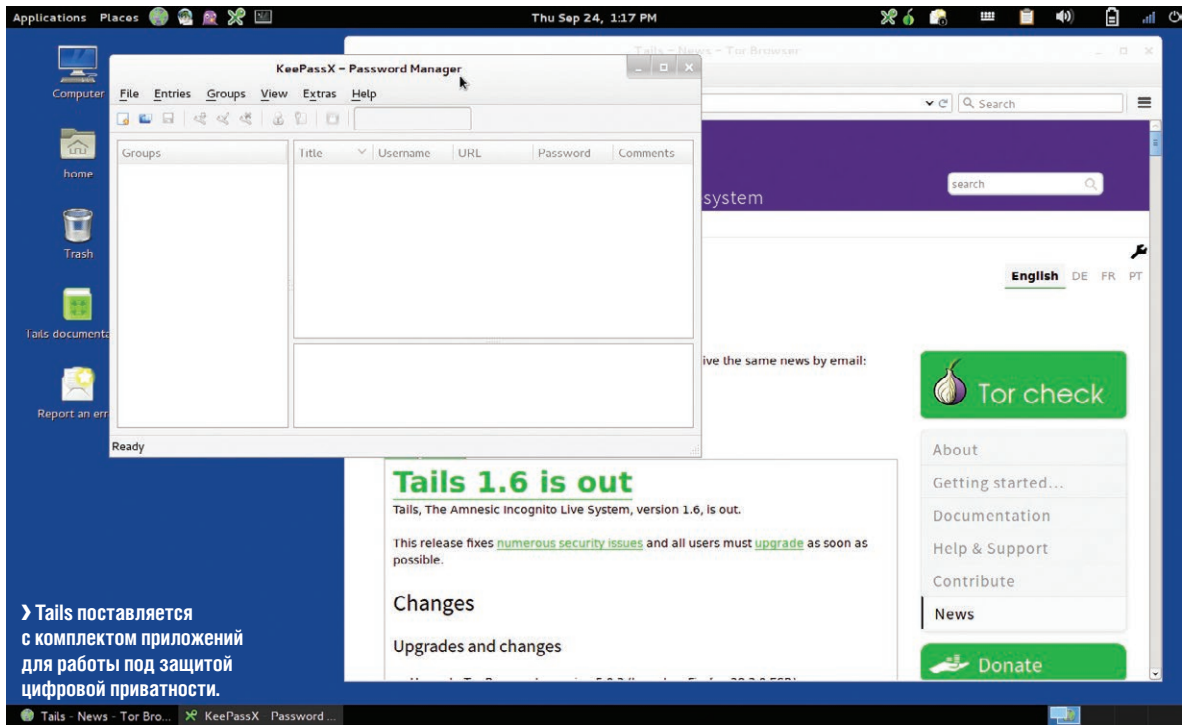 Applications Places Thu Sep 24, 1:17 PM
Computer
home
Trash
Tails documenta
Report an err
Tails - News - Tor Browser
KeePassX - Password Manager
File Entries Groups View Extras Help
Groups
Title Username URL Password Comments
Ready
Search
system
search
English DE FR PT
ive the same news by email:
Tor check
About
Getting started...
Documentation
Help & Support
Contribute
News
Donate
Tails 1.6 is out
Tails, The Amnesic Incognito Live System, version 1.6, is out.
This release fixes numerous security issues and all users must upgrade as soon as
possible.
Changes
Upgrades and changes
Tails поставляется
с комплектом приложений
для работы под защитой
цифровой приватности.
Tails - News - Tor Bro... KeePassX Password ...